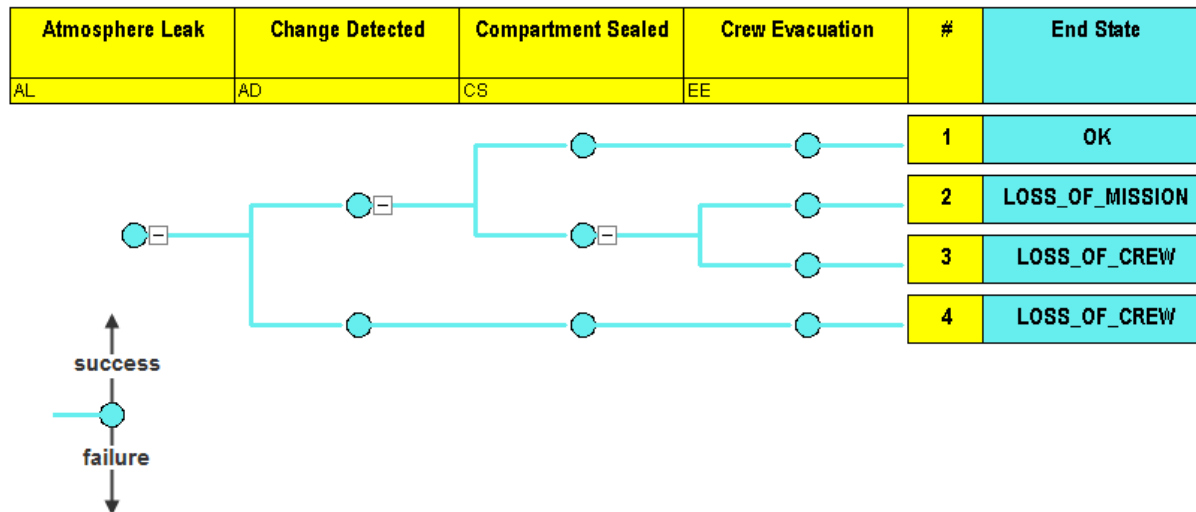 Atmosphere Leak Change Detected Compartment Sealed Crew Evacuation # End State
AL AD CS EE
1 OK
2 LOSS_OF_MISSION
3 LOSS_OF_CREW
4 LOSS_OF_CREW
success
failure